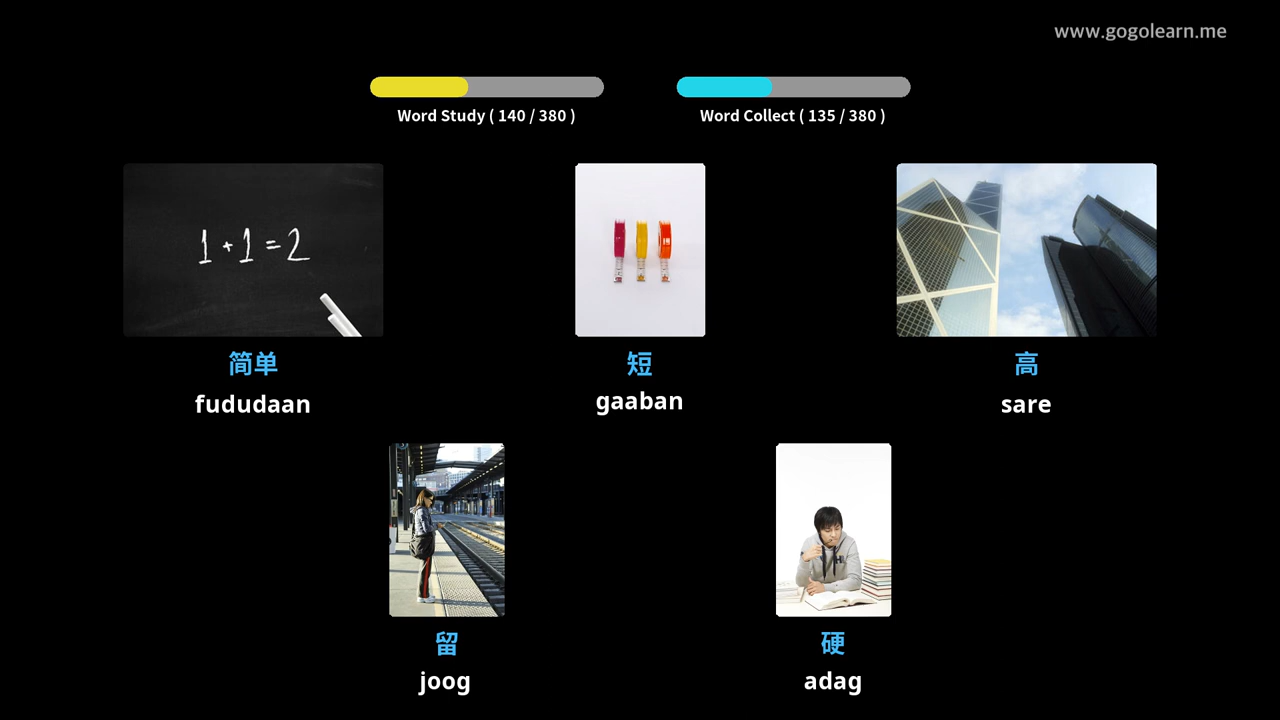 www.gogolearn.me
Word Study ( 140 / 380 )
Word Collect ( 135 / 380 )
1 + 1 = 2
简单
fududaan
短
gaaban
高
sare
留
joog
硬
adag